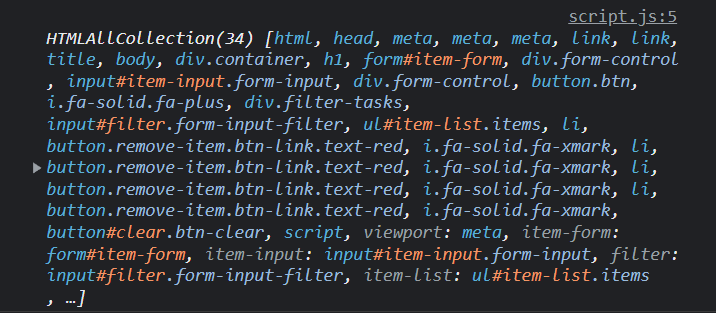 script.js:5
HTMLAllCollection(34) [html, head, meta, meta, meta, link, link,
title, body, div.container, h1, form#item-form, div.form-control
, input#item-input.form-input, div.form-control, button.btn,
i.fa-solid.fa-plus, div.filter-tasks,
input#filter.form-input-filter, ul#item-list.items, li,
button.remove-item.btn-link.text-red, i.fa-solid.fa-xmark, li,
button.remove-item.btn-link.text-red, i.fa-solid.fa-xmark, li,
button.remove-item.btn-link.text-red, i.fa-solid.fa-xmark, li,
button.remove-item.btn-link.text-red, i.fa-solid.fa-xmark,
button#clear.btn-clear, script, viewport: meta, item-form:
form#item-form, item-input: input#item-input.form-input, filter:
input#filter.form-input-filter, item-list: ul#item-list.items
, …]